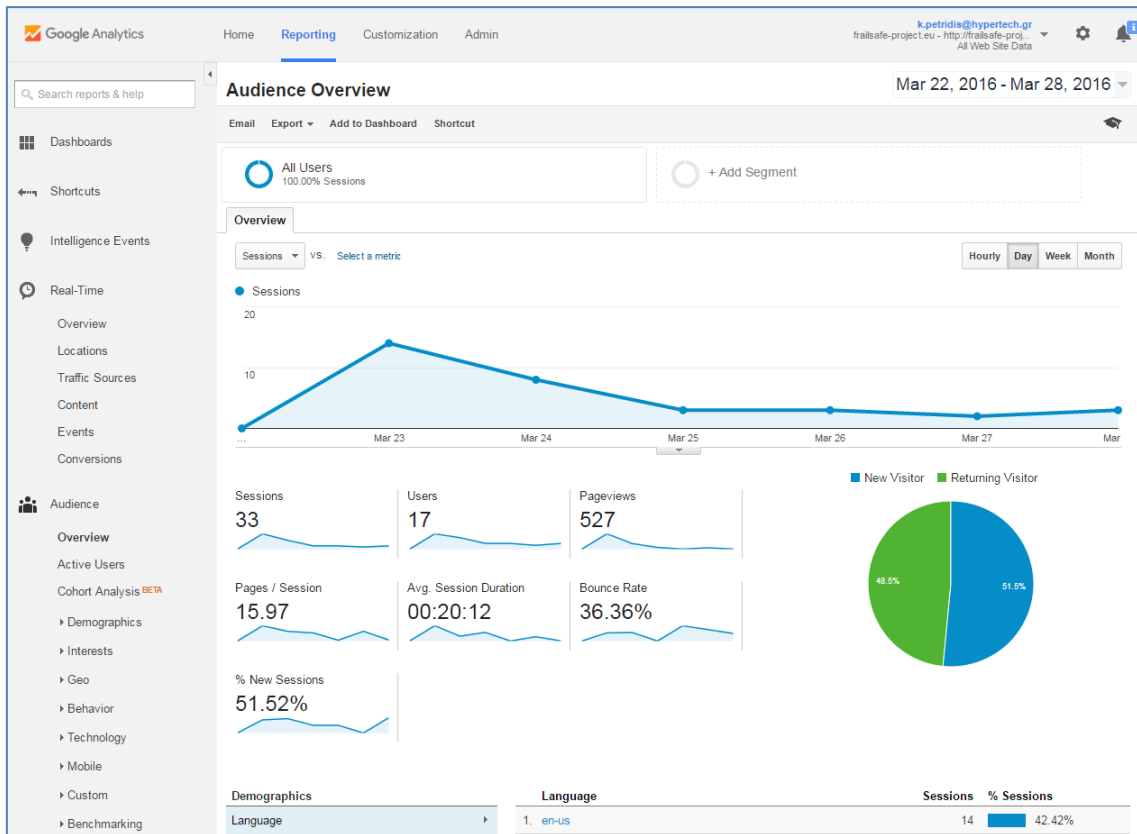 Google Analytics
Home Reporting Customization Admin
k.petridis@hypertech.gr
frailsafe-project.eu - http://frailsafe-proj...
All Web Site Data
Search reports & help
Dashboards
Shortcuts
Intelligence Events
Real-Time
Overview
Locations
Traffic Sources
Content
Events
Conversions
Audience
Overview
Active Users
Cohort Analysis BETA
Demographics
Interests
Geo
Behavior
Technology
Mobile
Custom
Benchmarking
Audience Overview
Mar 22, 2016 - Mar 28, 2016
Email Export Add to Dashboard Shortcut
All Users
100.00% Sessions
+ Add Segment
Overview
Sessions VS. Select a metric
Hourly Day Week Month
Sessions
20
10
... Mar 23 Mar 24 Mar 25 Mar 26 Mar 27 Mar
New Visitor Returning Visitor
Sessions
33
Users
17
Pageviews
527
Pages / Session
15.97
Avg. Session Duration
00:20:12
Bounce Rate
36.36%
% New Sessions
51.52%
48.5%
51.5%
Demographics
Language
Language Sessions % Sessions
1. en-us 14 42.42%